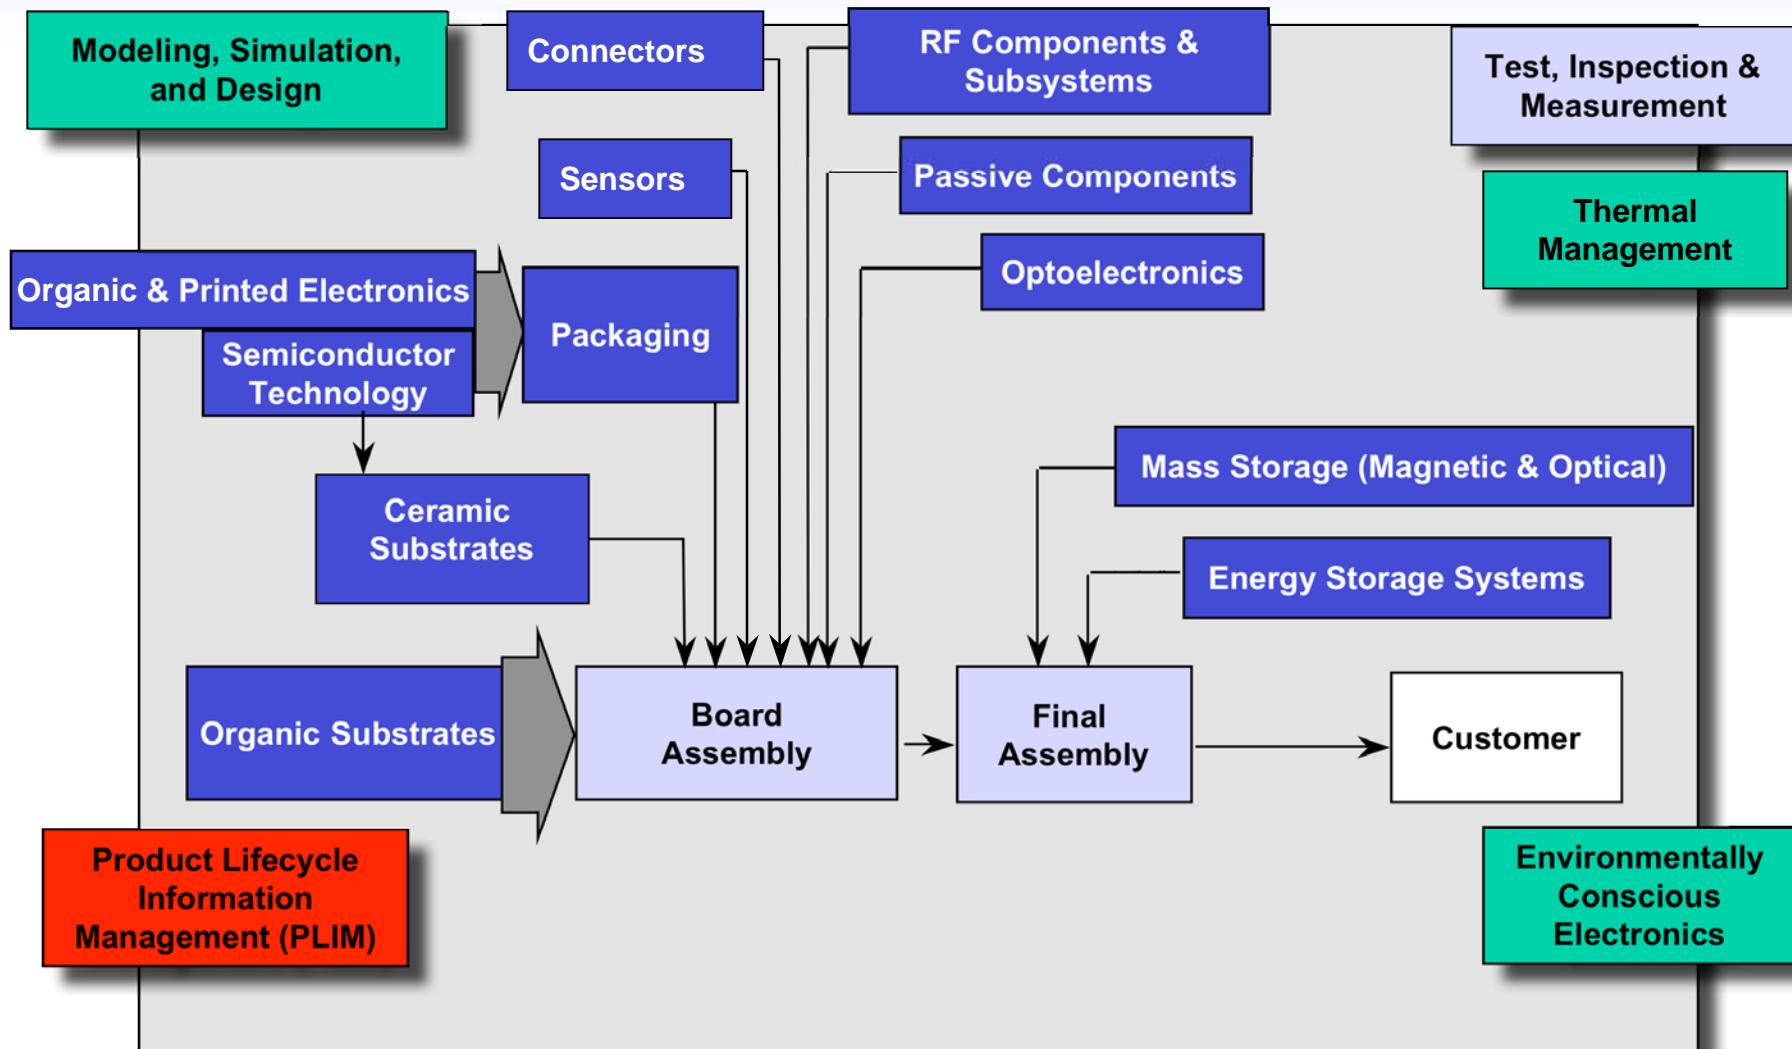 Modeling, Simulation,
and Design
Connectors
RF Components &
Subsystems
Test, Inspection &
Measurement
Sensors
Passive Components
Thermal
Management
Organic & Printed Electronics
Packaging
Optoelectronics
Semiconductor
Technology
Mass Storage (Magnetic & Optical)
Ceramic
Substrates
Energy Storage Systems
Organic Substrates
Board
Assembly
Final
Assembly
Customer
Product Lifecycle
Information
Management (PLIM)
Environmentally
Conscious
Electronics